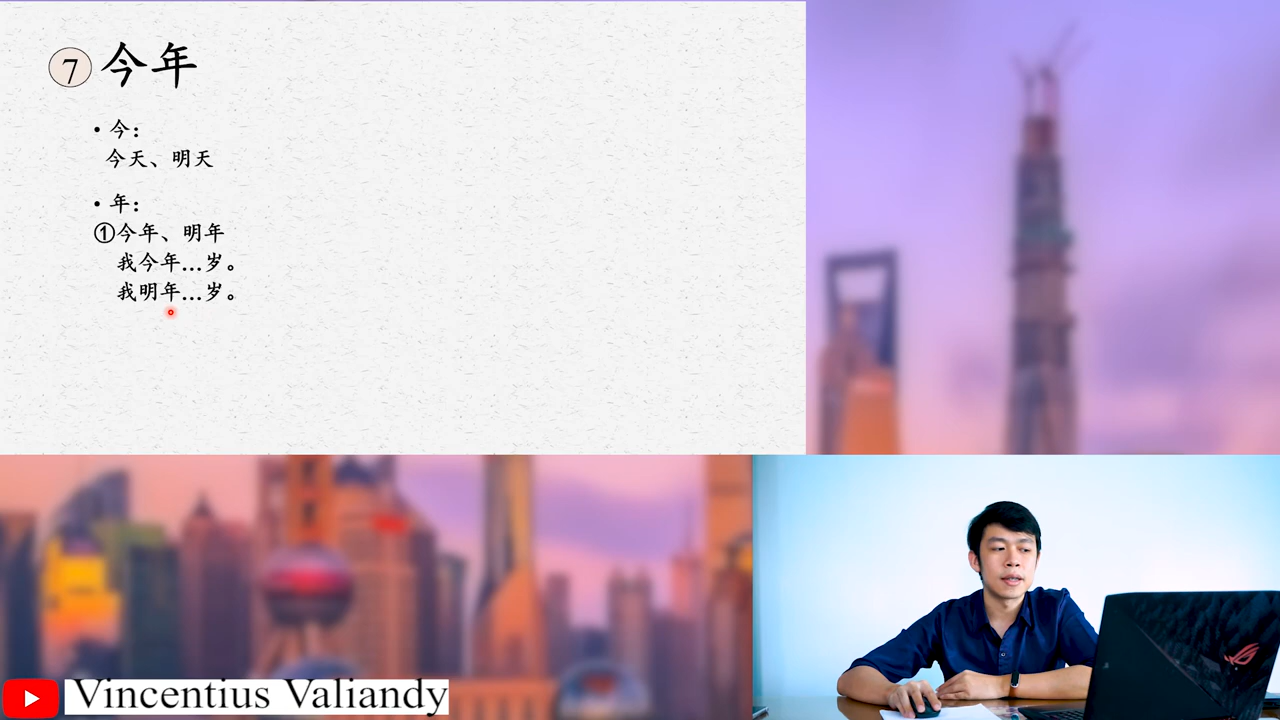 7 今年
• 今：
今天、明天
• 年：
①今年、明年
我今年…岁。
我明年…岁。
Vincentius Valiandy